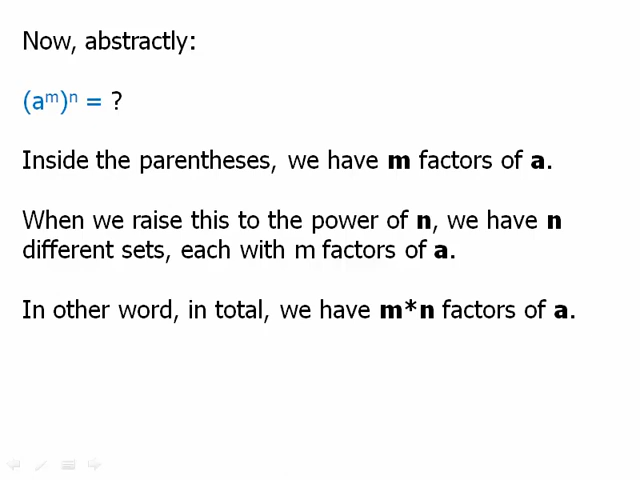 Now, abstractly:
(aᵐ)ⁿ = ?
Inside the parentheses, we have m factors of a.
When we raise this to the power of n, we have n
different sets, each with m factors of a.
In other word, in total, we have m*n factors of a.